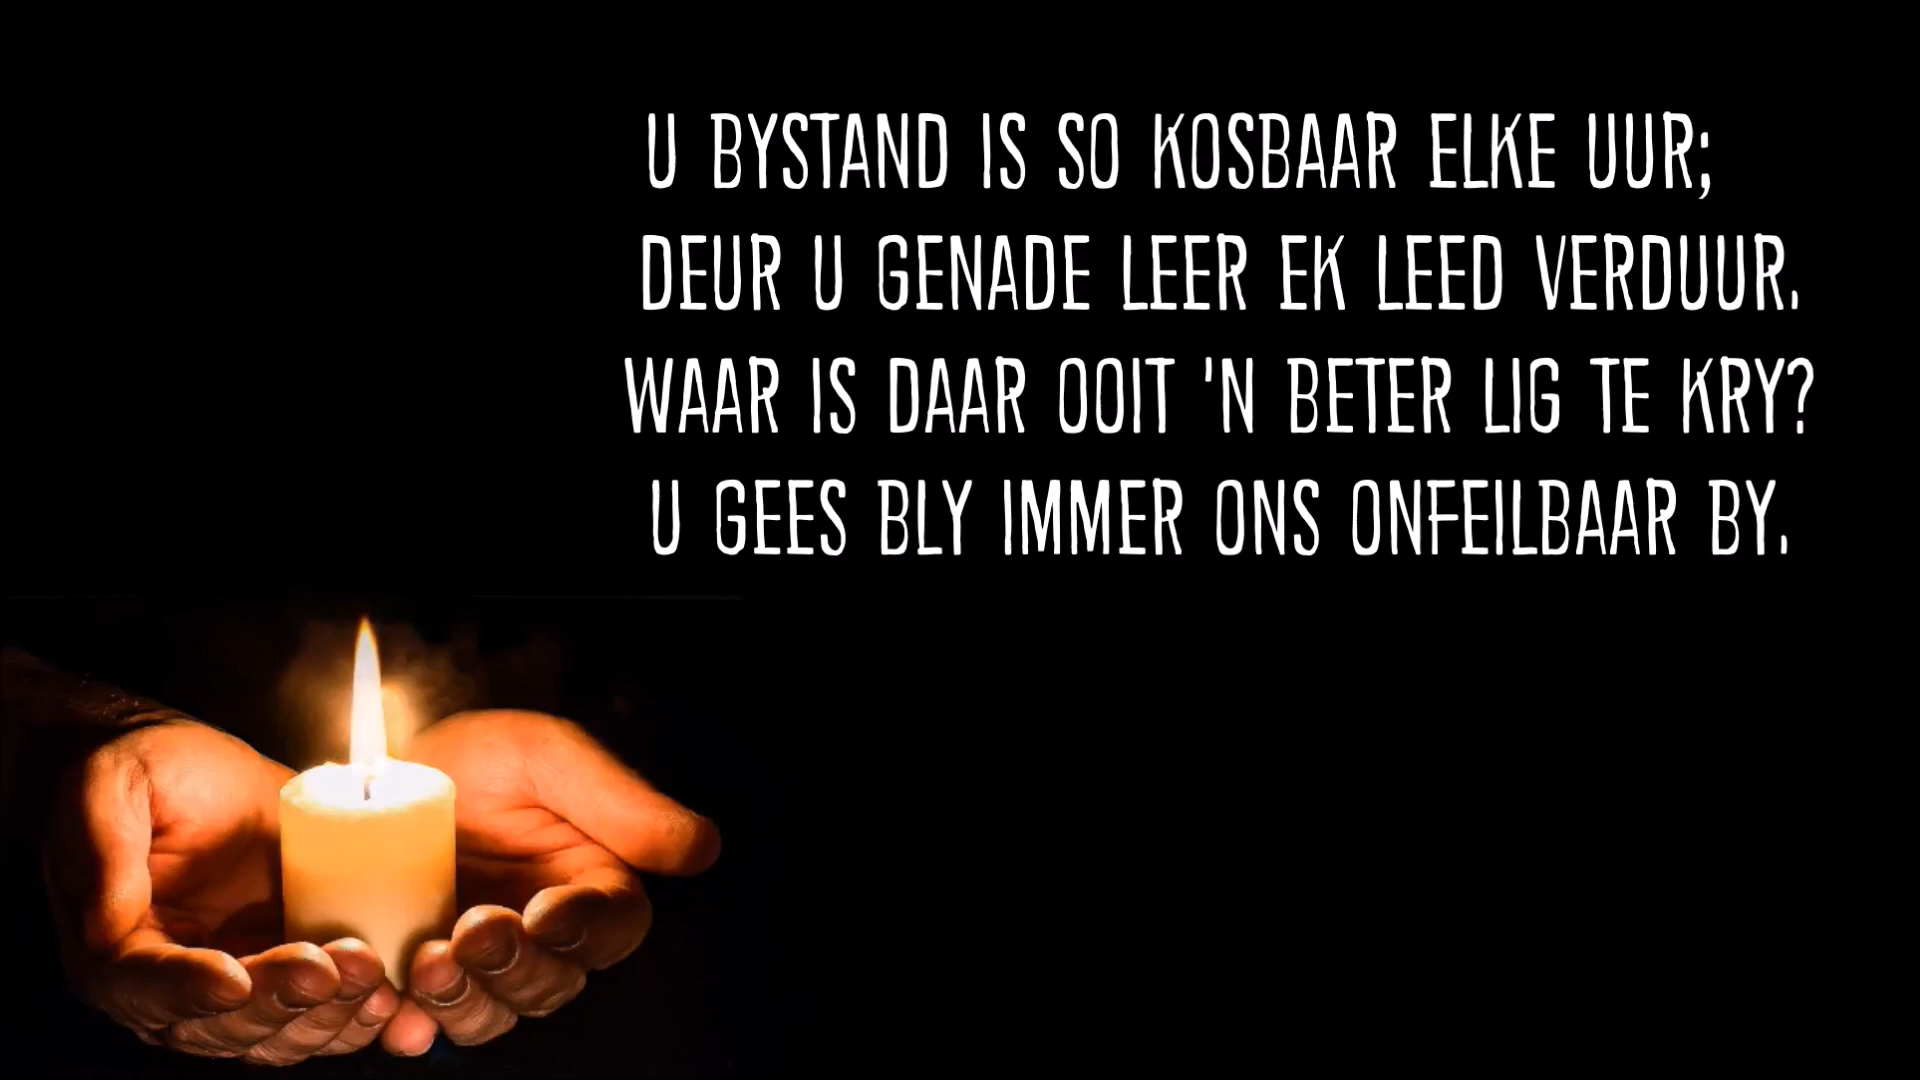 U BYSTAND IS SO KOSBAAR ELKE UUR;
DEUR U GENADE LEER EK LEED VERDUUR.
WAAR IS DAAR OOIT 'N BETER LIG TE KRY?
U GEES BLY IMMER ONS ONFEILBAAR BY.